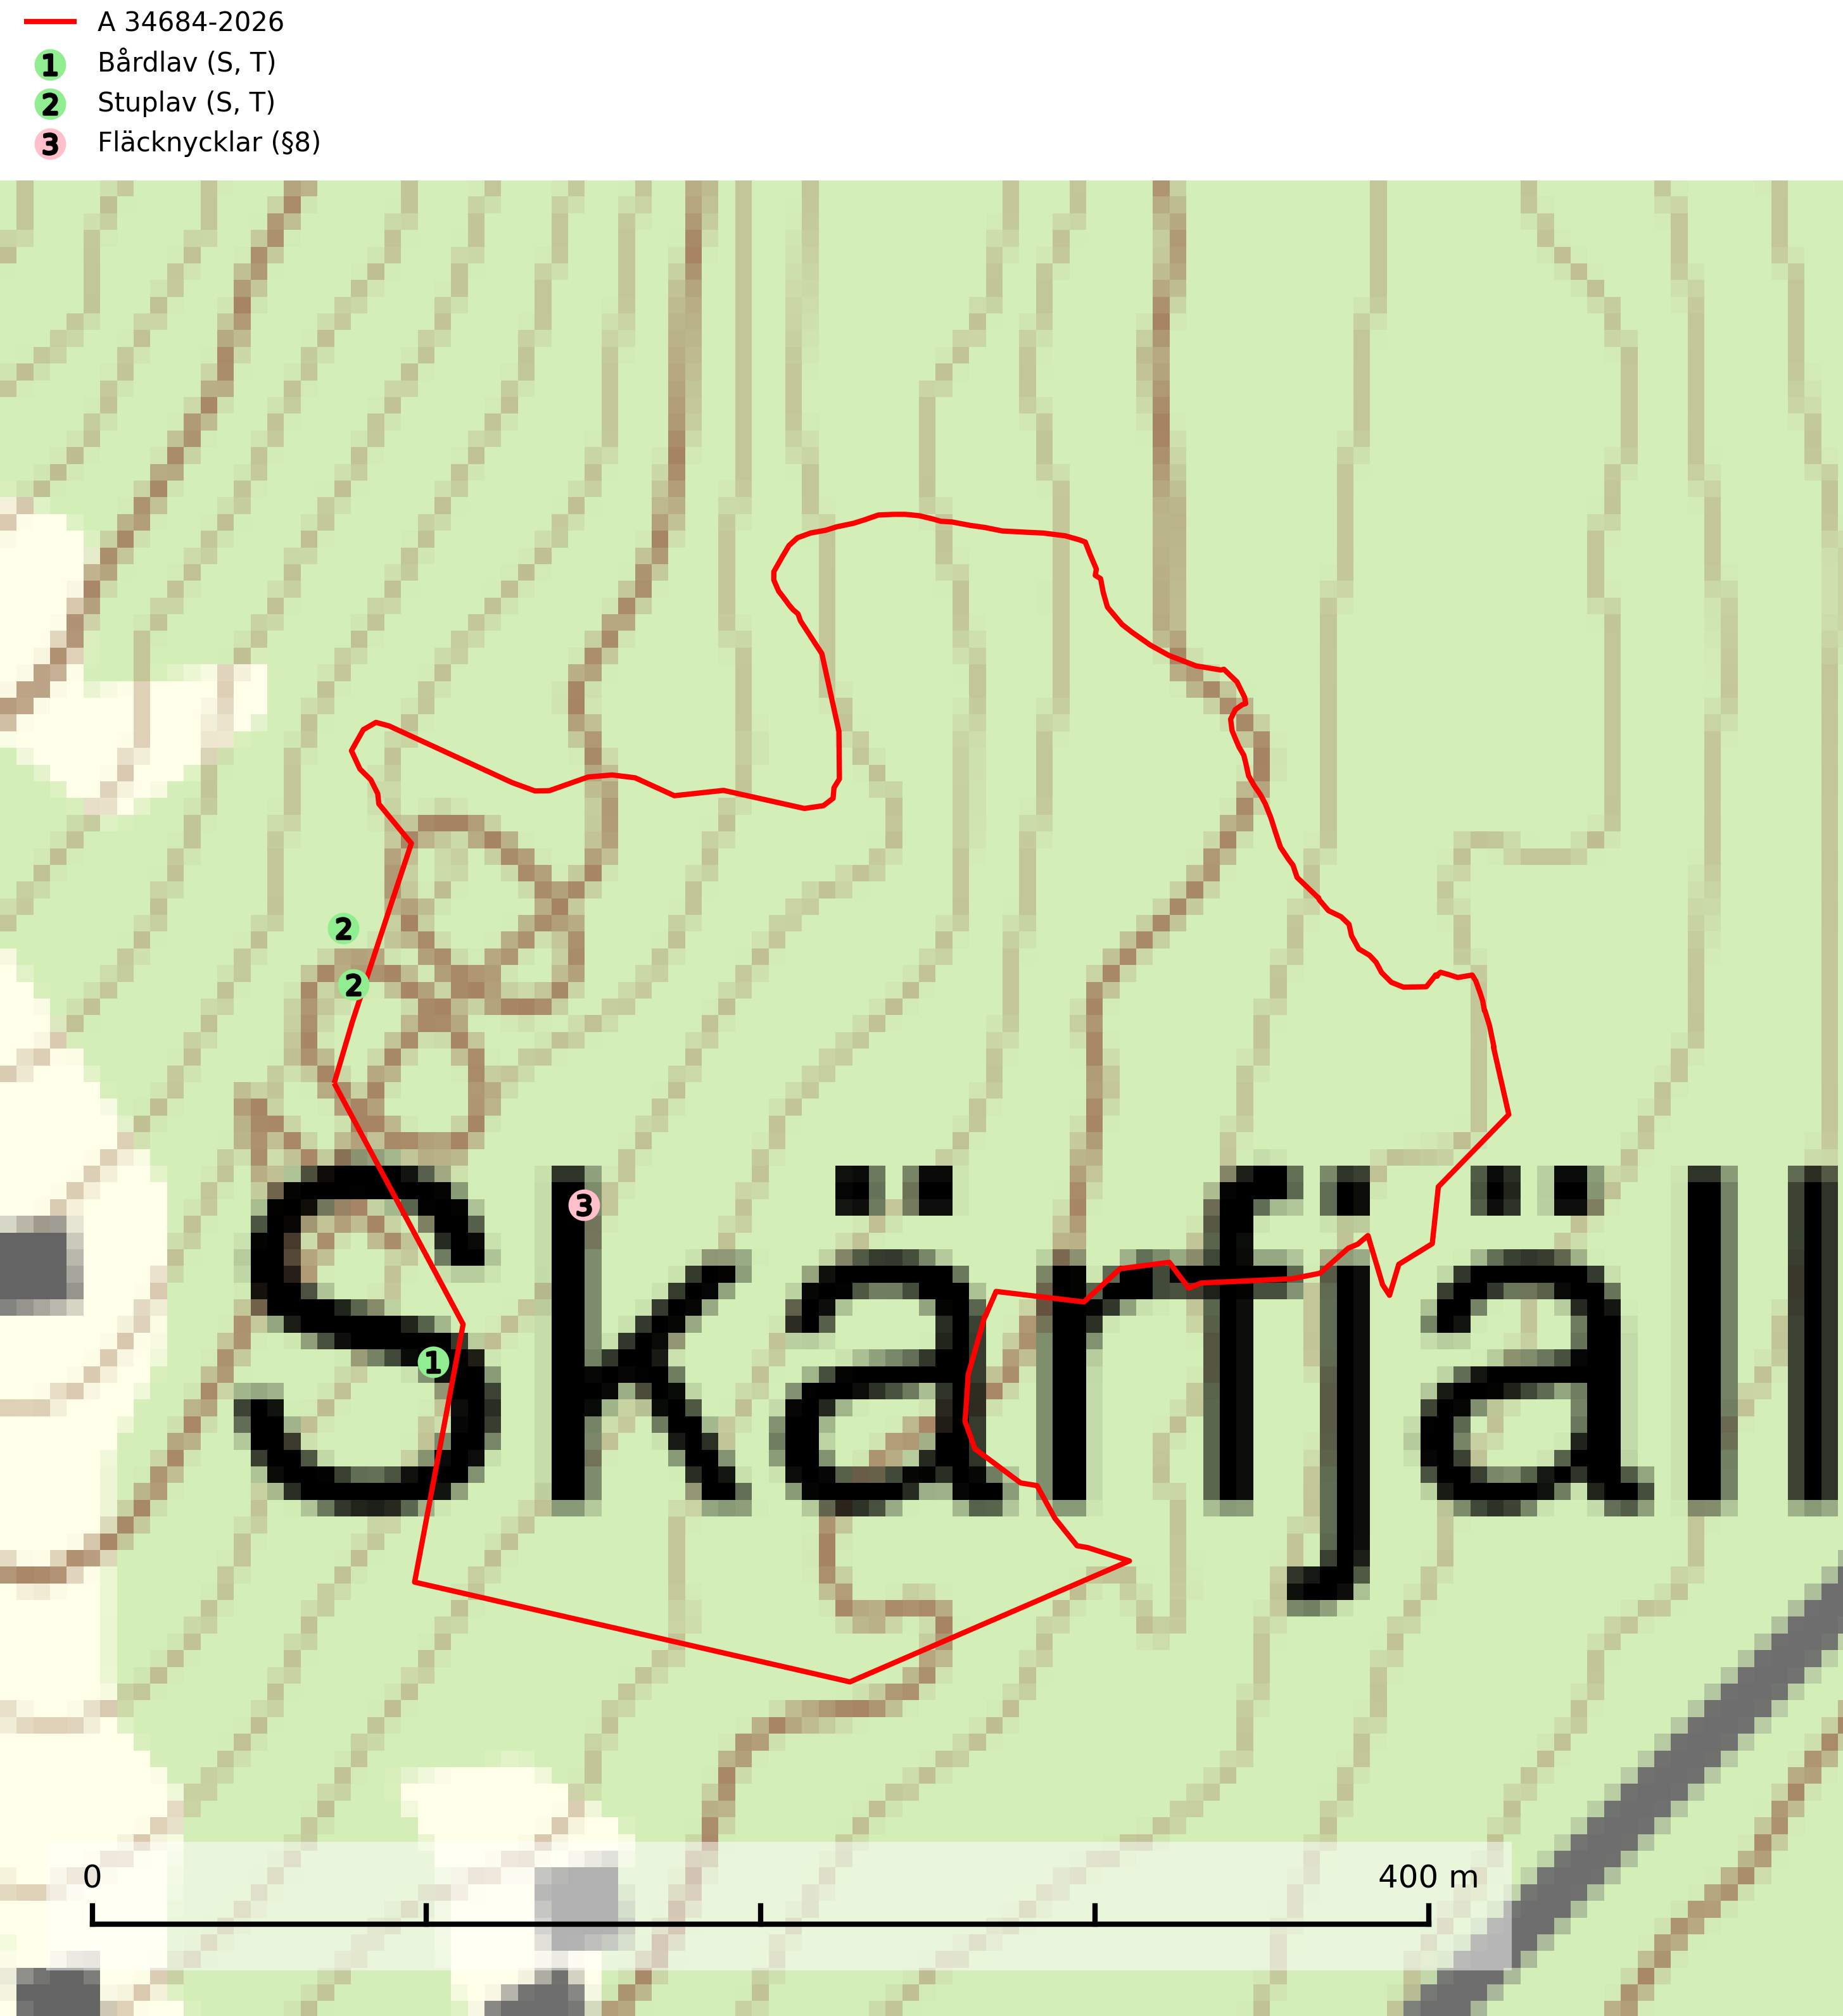 A 34684-2026
1 Bårdlav (S, T)
2 Stuplav (S, T)
3 Fläcknycklar (§8)
2
2
3
Skärfjäll
1
0 400 m